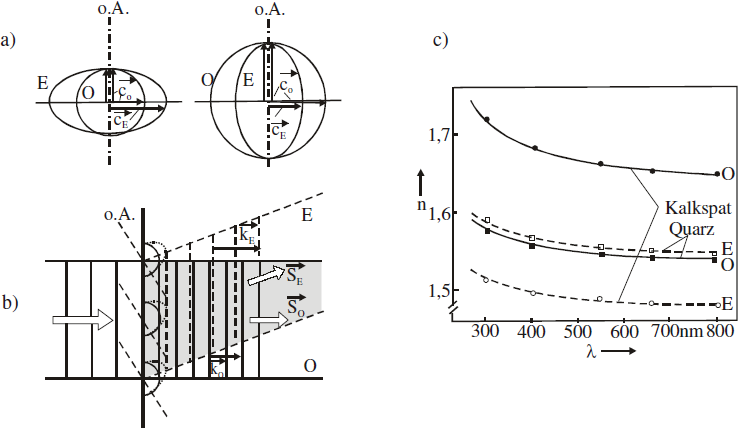 a)
o.A.
E
O
c_o
c_E
o.A.
O
E
c_o
c_E
b)
o.A.
E
k_E
S_E
S_O
k_o
O
c)
1,7
n
1,6
1,5
O
Kalkspat
Quarz
E
O
E
300 400 500 600 700nm 800
λ